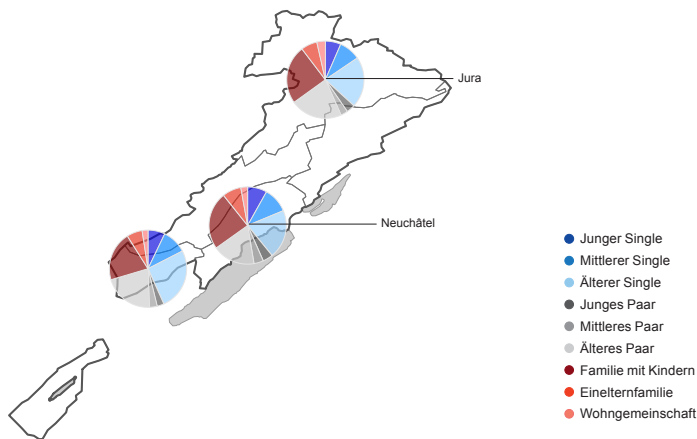 Jura
Neuchâtel
Junger Single
Mittlerer Single
Älterer Single
Junges Paar
Mittleres Paar
Älteres Paar
Familie mit Kindern
Einelternfamilie
Wohngemeinschaft